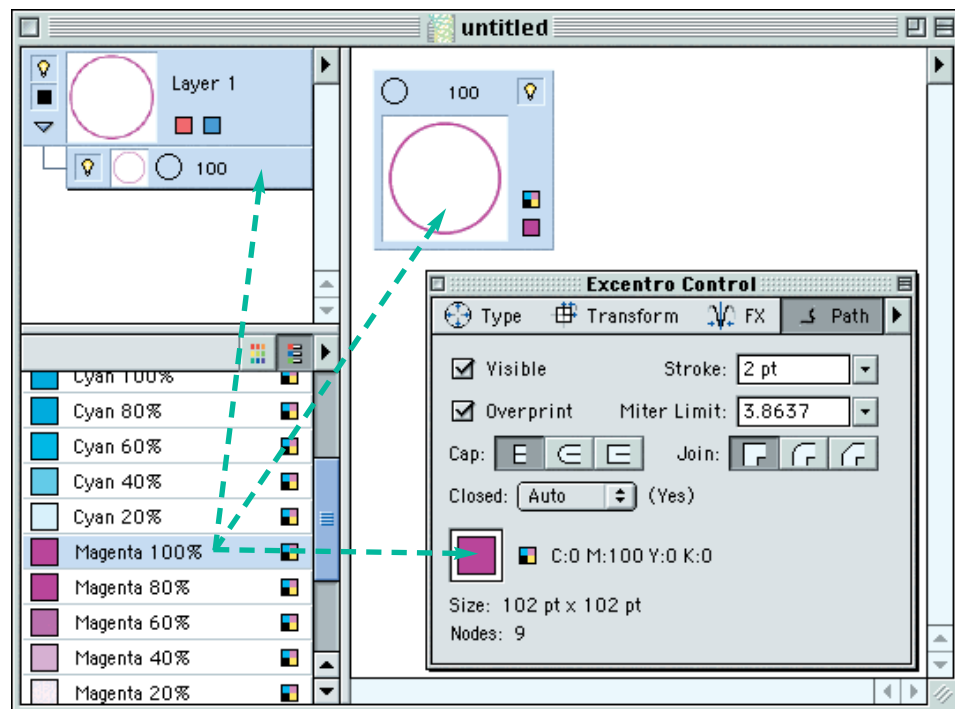 untitled
Layer 1
100
100
Excentro Control
Type Transform FX Path
Visible Stroke: 2 pt
Overprint Miter Limit: 3.8637
Cap: Join:
Closed: Auto (Yes)
C:0 M:100 Y:0 K:0
Size: 102 pt x 102 pt
Nodes: 9
Cyan 100%
Cyan 80%
Cyan 60%
Cyan 40%
Cyan 20%
Magenta 100%
Magenta 80%
Magenta 60%
Magenta 40%
Magenta 20%